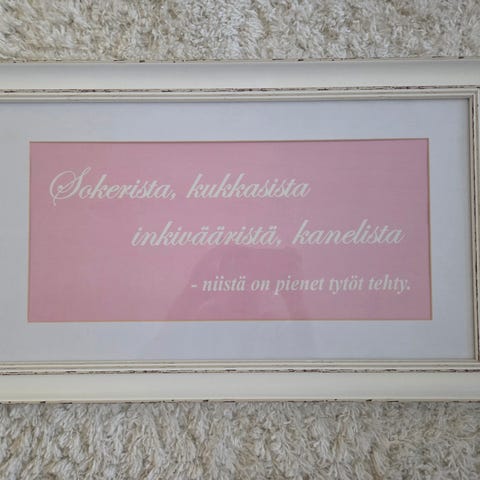 Sokerista, kukkasista
inkivääristä, kanelista
- niistä on pienet tytöt tehty.